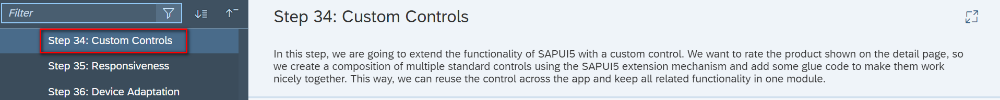 Filter
Step 34: Custom Controls
Step 35: Responsiveness
Step 36: Device Adaptation
Step 34: Custom Controls
In this step, we are going to extend the functionality of SAPUI5 with a custom control. We want to rate the product shown on the detail page, so
we create a composition of multiple standard controls using the SAPUI5 extension mechanism and add some glue code to make them work
nicely together. This way, we can reuse the control across the app and keep all related functionality in one module.